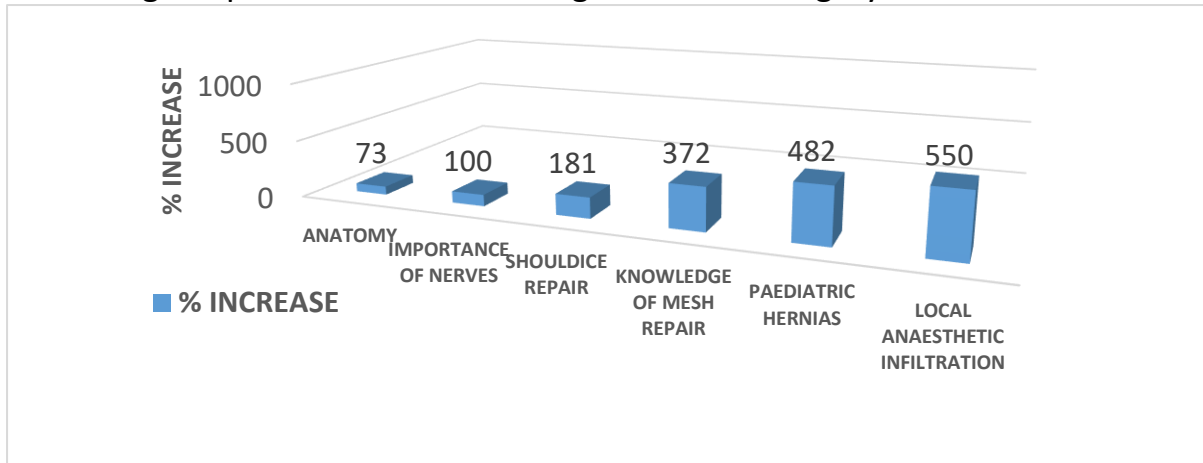 % INCREASE
1000
500
0
73
100
181
372
482
550
ANATOMY
IMPORTANCE
OF NERVES
SHOULDICE
REPAIR
KNOWLEDGE
OF MESH
REPAIR
PAEDIATRIC
HERNIAS
LOCAL
ANAESTHETIC
INFILTRATION
% INCREASE